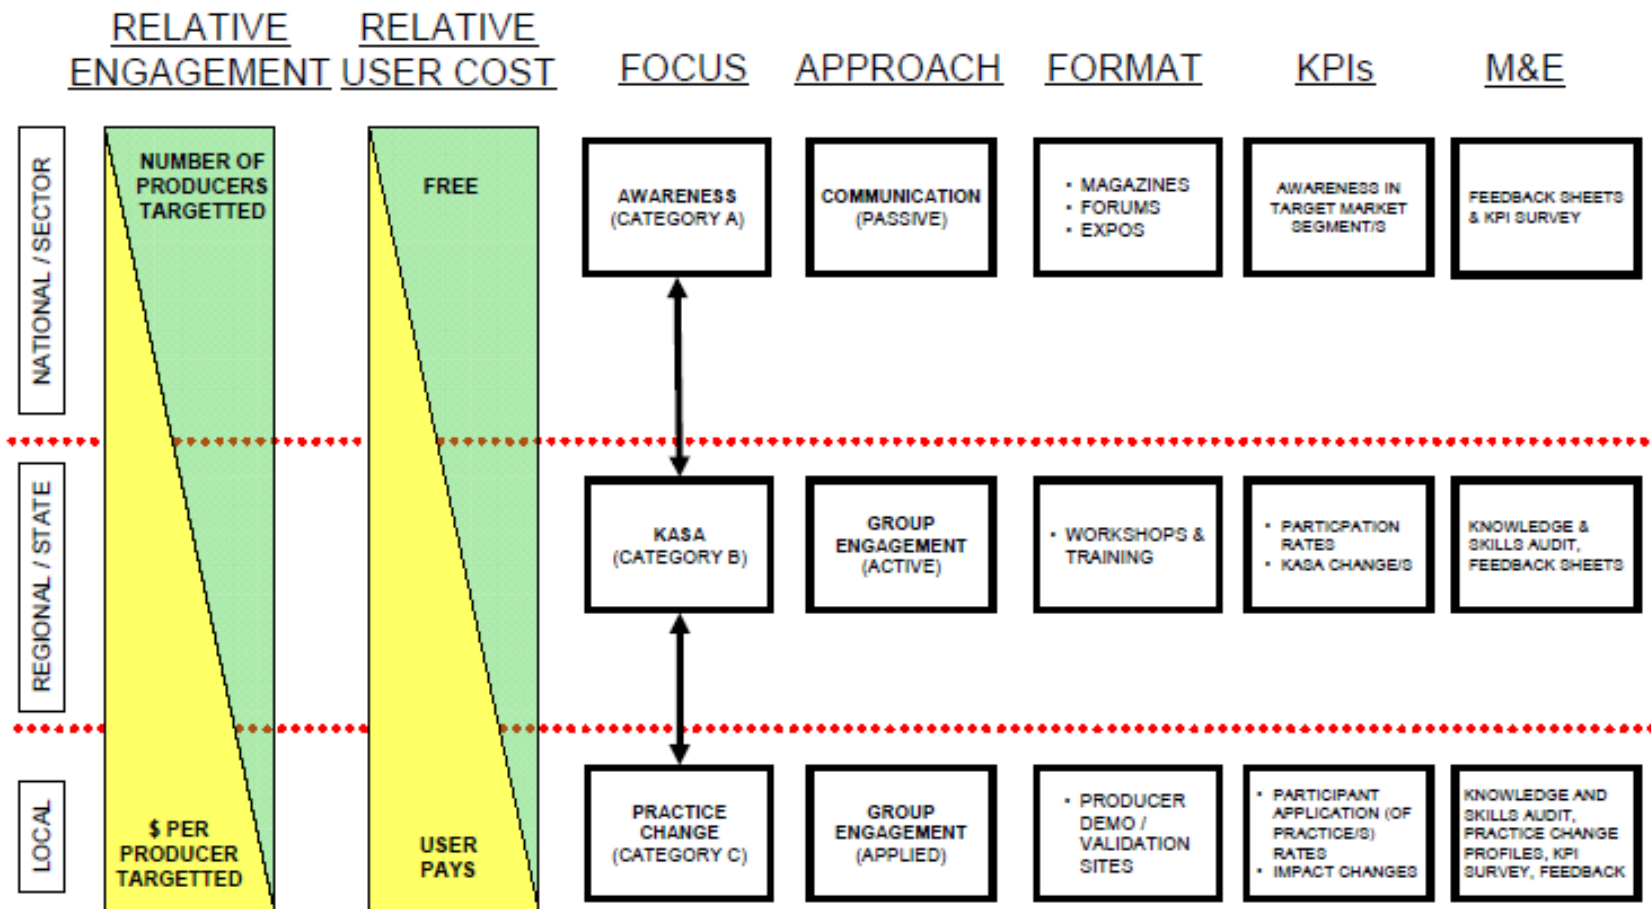 RELATIVE
ENGAGEMENT
RELATIVE
USER COST
FOCUS
APPROACH
FORMAT
KPIs
M&E
NATIONAL / SECTOR
NUMBER OF
PRODUCERS
TARGETTED
FREE
AWARENESS
(CATEGORY A)
COMMUNICATION
(PASSIVE)
▪ MAGAZINES
▪ FORUMS
▪ EXPOS
AWARENESS IN
TARGET MARKET
SEGMENT/S
FEEDBACK SHEETS
& KPI SURVEY
REGIONAL / STATE
KASA
(CATEGORY B)
GROUP
ENGAGEMENT
(ACTIVE)
▪ WORKSHOPS &
TRAINING
▪ PARTICPATION
RATES
▪ KASA CHANGE/S
KNOWLEDGE &
SKILLS AUDIT,
FEEDBACK SHEETS
LOCAL
$ PER
PRODUCER
TARGETTED
USER
PAYS
PRACTICE
CHANGE
(CATEGORY C)
GROUP
ENGAGEMENT
(APPLIED)
▪ PRODUCER
DEMO /
VALIDATION
SITES
▪ PARTICIPANT
APPLICATION (OF
PRACTICE/S)
RATES
▪ IMPACT CHANGES
KNOWLEDGE AND
SKILLS AUDIT,
PRACTICE CHANGE
PROFILES, KPI
SURVEY, FEEDBACK